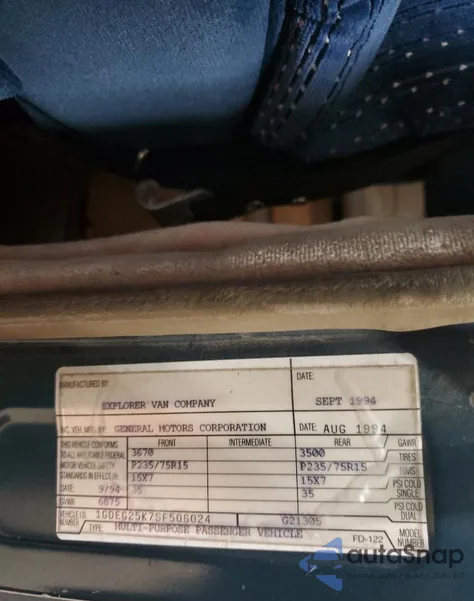 MANUFACTURED BY:
DATE:
EXPLORER VAN COMPANY
SEPT 1994
INC. VEH. MFG. BY: GENERAL MOTORS CORPORATION
DATE: AUG 1994
THIS VEHICLE CONFORMS FRONT INTERMEDIATE REAR GAWR
TO ALL APPLICABLE FEDERAL 3670 3500 TIRES
MOTOR VEHICLE SAFETY P235/75R15 P235/75R15 RIMS
STANDARDS IN EFFECT IN 15X7 15X7 PSI COLD
9/94 35 35 SINGLE
GVWR 6875 PSI COLD
DUAL
VEHICLE ID
NUMBER 1GDEG25K7SF506024 G21305
TYPE MULTI-PURPOSE PASSENGER VEHICLE FD-122 MODEL
NUMBER
autoSnap